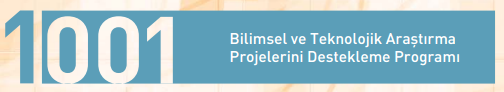 1001
Bilimsel ve Teknolojik Araştırma
Projelerini Destekleme Programı